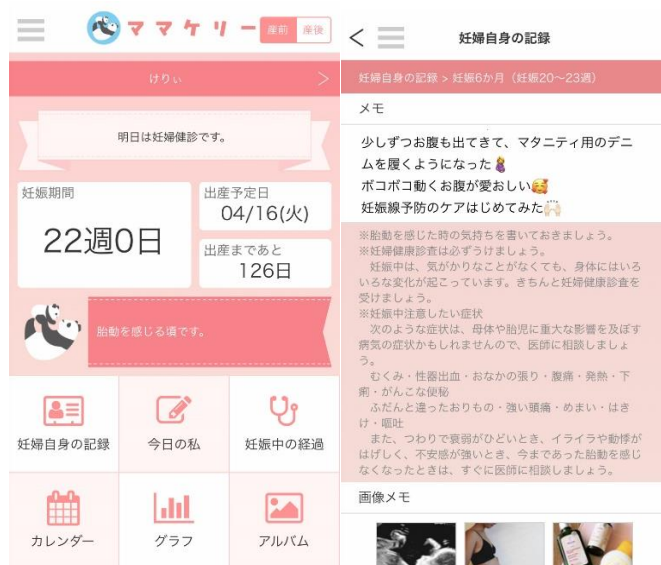 ママケリー
産前 産後
けりぃ
明日は妊婦健診です。
妊娠期間
22週0日
出産予定日
04/16(火)
出産まであと
126日
胎動を感じる頃です。
妊婦自身の記録
今日の私
妊娠中の経過
カレンダー
グラフ
アルバム
妊婦自身の記録
妊婦自身の記録 > 妊娠6か月（妊娠20～23週）
メモ
少しずつお腹も出てきて、マタニティ用のデニ
ムを履くようになった🤰
ボコボコ動くお腹が愛おしい🥰
妊娠線予防のケアはじめてみた🙌🏻
※胎動を感じた時の気持ちを書いておきましょう。
※妊婦健康診査は必ずうけましょう。
　妊娠中は、気がかりなことがなくても、身体にはいろ
いろな変化が起こっています。きちんと妊婦健康診査を
受けましょう。
※妊娠中注意したい症状
　次のような症状は、母体や胎児に重大な影響を及ぼす
病気の症状かもしれませんので、医師に相談しましょ
う。
　むくみ・性器出血・おなかの張り・腹痛・発熱・下
痢・がんこな便秘
　ふだんと違ったおりもの・強い頭痛・めまい・はき
け・嘔吐
　また、つわりで衰弱がひどいとき、イライラや動悸が
はげしく、不安感が強いとき、今まであった胎動を感じ
なくなったときは、すぐに医師に相談しましょう。
画像メモ